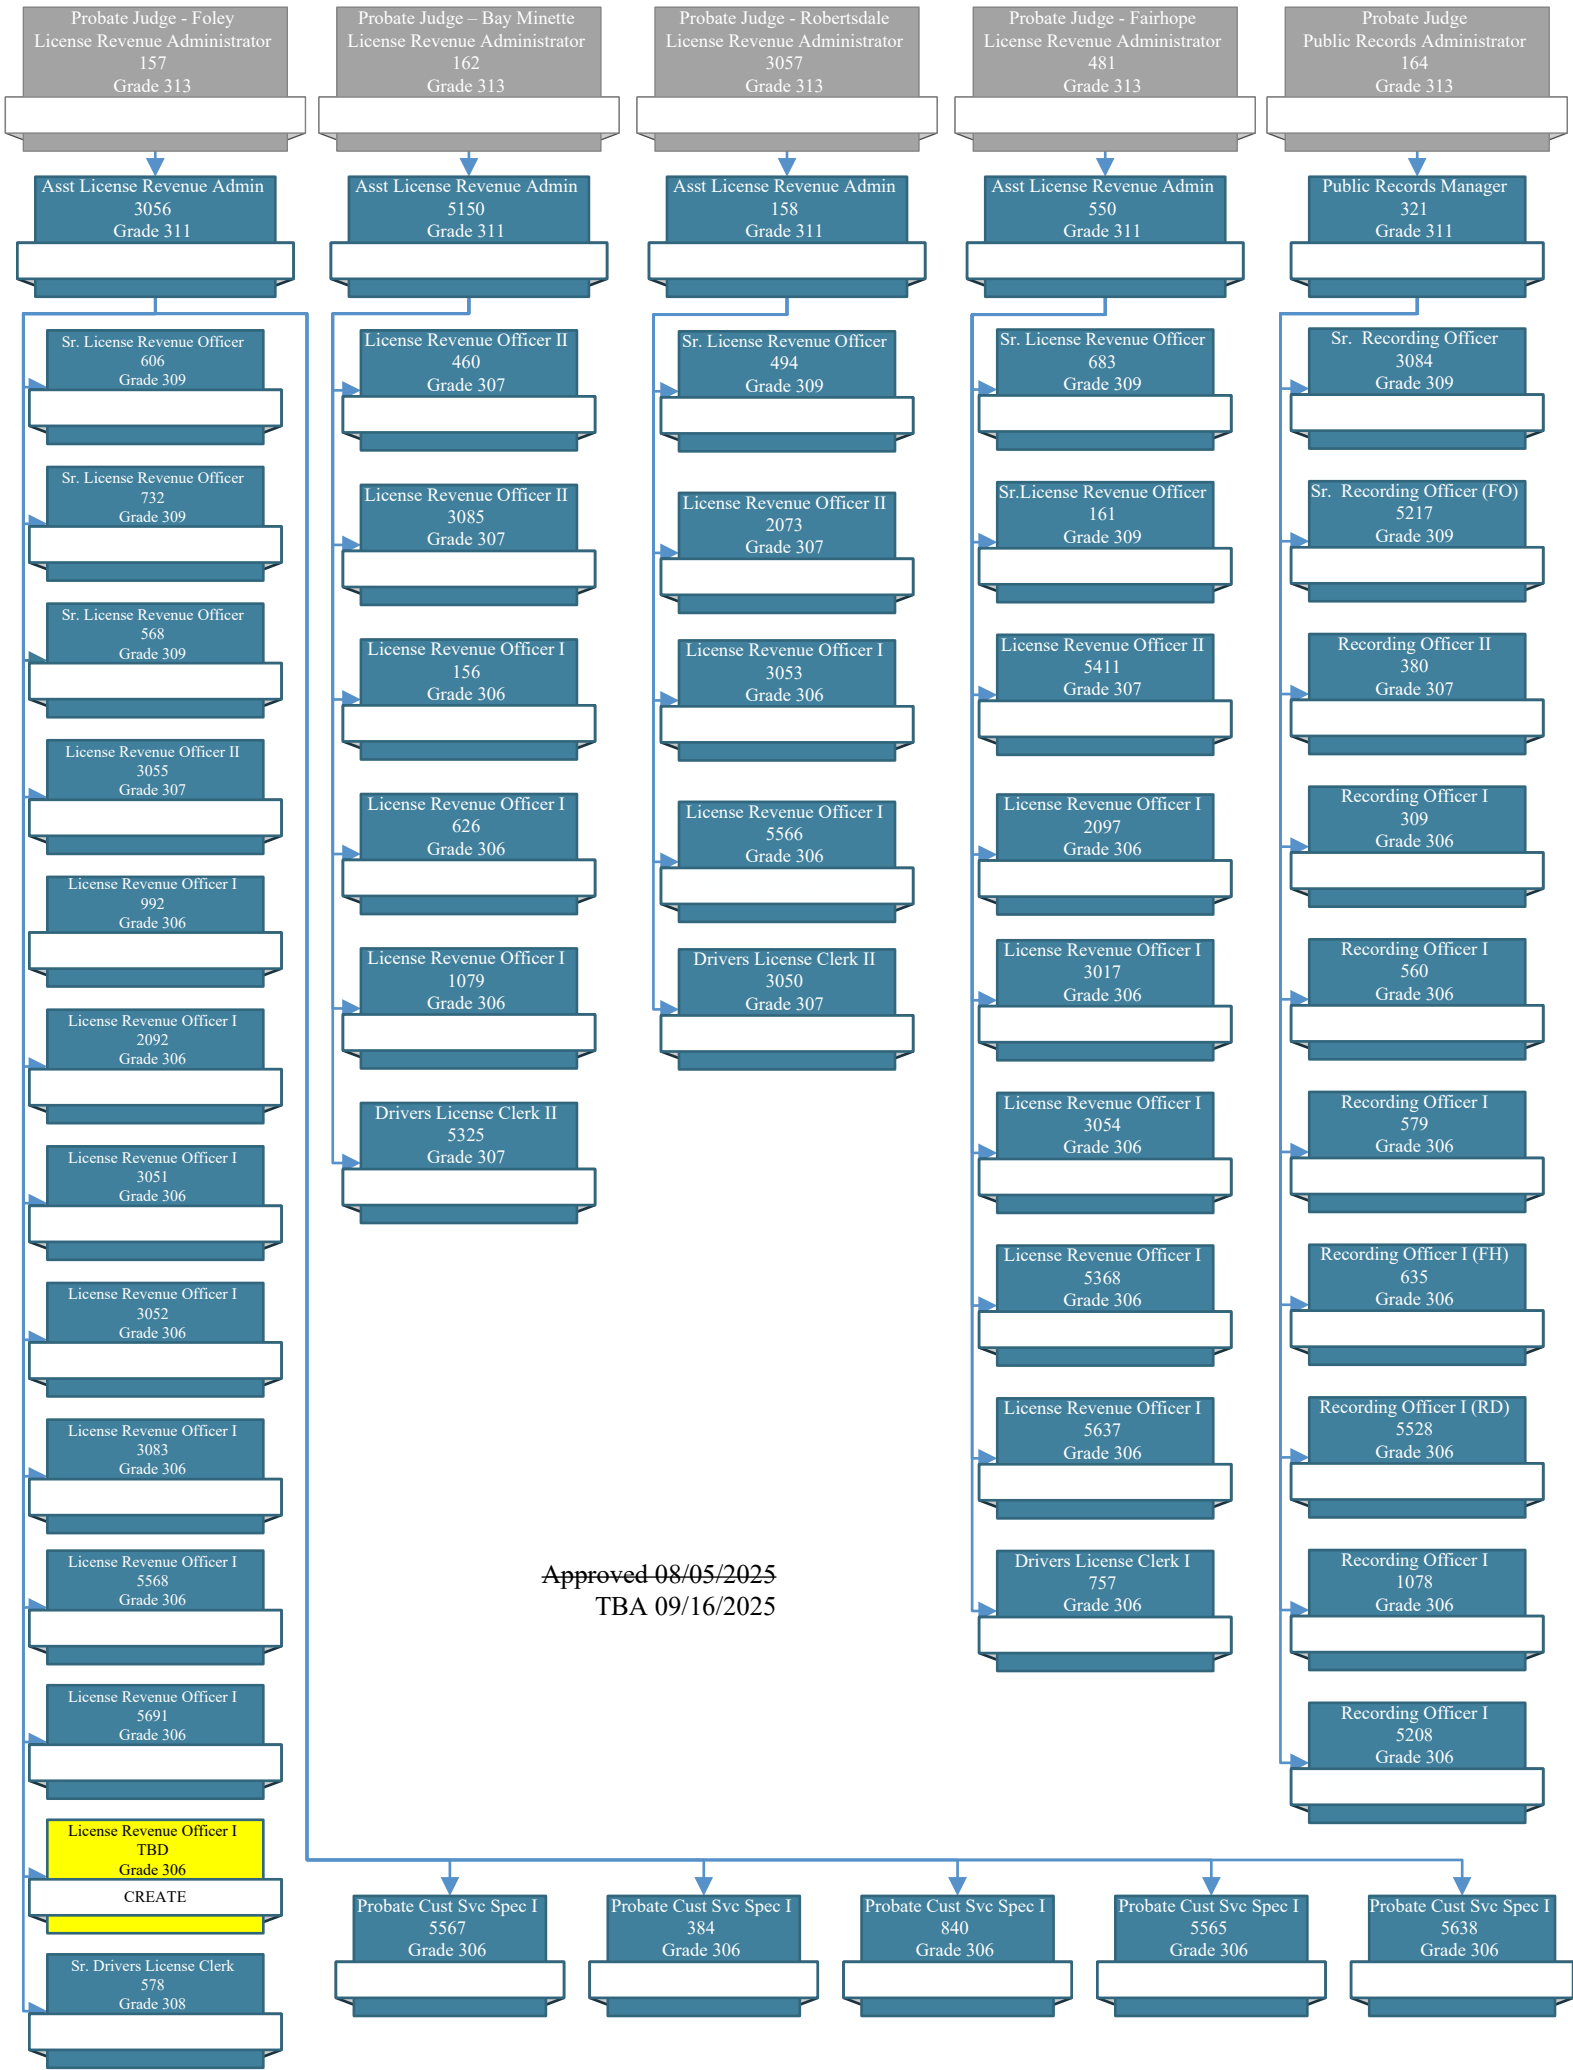 Probate Judge - Foley
License Revenue Administrator
157
Grade 313
Asst License Revenue Admin
3056
Grade 311
Sr. License Revenue Officer
606
Grade 309
Sr. License Revenue Officer
732
Grade 309
Sr. License Revenue Officer
568
Grade 309
License Revenue Officer II
3055
Grade 307
License Revenue Officer I
992
Grade 306
License Revenue Officer I
2092
Grade 306
License Revenue Officer I
3051
Grade 306
License Revenue Officer I
3052
Grade 306
License Revenue Officer I
3083
Grade 306
License Revenue Officer I
5568
Grade 306
License Revenue Officer I
5691
Grade 306
License Revenue Officer I
TBD
Grade 306
CREATE
Sr. Drivers License Clerk
578
Grade 308
Probate Cust Svc Spec I
5567
Grade 306
Probate Cust Svc Spec I
384
Grade 306
Probate Cust Svc Spec I
840
Grade 306
Probate Cust Svc Spec I
5565
Grade 306
Probate Cust Svc Spec I
5638
Grade 306
Probate Judge – Bay Minette
License Revenue Administrator
162
Grade 313
Asst License Revenue Admin
5150
Grade 311
License Revenue Officer II
460
Grade 307
License Revenue Officer II
3085
Grade 307
License Revenue Officer I
156
Grade 306
License Revenue Officer I
626
Grade 306
License Revenue Officer I
1079
Grade 306
Drivers License Clerk II
5325
Grade 307
Probate Judge - Robertsdale
License Revenue Administrator
3057
Grade 313
Asst License Revenue Admin
158
Grade 311
Sr. License Revenue Officer
494
Grade 309
License Revenue Officer II
2073
Grade 307
License Revenue Officer I
3053
Grade 306
License Revenue Officer I
5566
Grade 306
Drivers License Clerk II
3050
Grade 307
Approved 08/05/2025
TBA 09/16/2025
Probate Judge - Fairhope
License Revenue Administrator
481
Grade 313
Asst License Revenue Admin
550
Grade 311
Sr. License Revenue Officer
683
Grade 309
Sr.License Revenue Officer
161
Grade 309
License Revenue Officer II
5411
Grade 307
License Revenue Officer I
2097
Grade 306
License Revenue Officer I
3017
Grade 306
License Revenue Officer I
3054
Grade 306
License Revenue Officer I
5368
Grade 306
License Revenue Officer I
5637
Grade 306
Drivers License Clerk I
757
Grade 306
Probate Judge
Public Records Administrator
164
Grade 313
Public Records Manager
321
Grade 311
Sr. Recording Officer
3084
Grade 309
Sr. Recording Officer (FO)
5217
Grade 309
Recording Officer II
380
Grade 307
Recording Officer I
309
Grade 306
Recording Officer I
560
Grade 306
Recording Officer I
579
Grade 306
Recording Officer I (FH)
635
Grade 306
Recording Officer I (RD)
5528
Grade 306
Recording Officer I
1078
Grade 306
Recording Officer I
5208
Grade 306